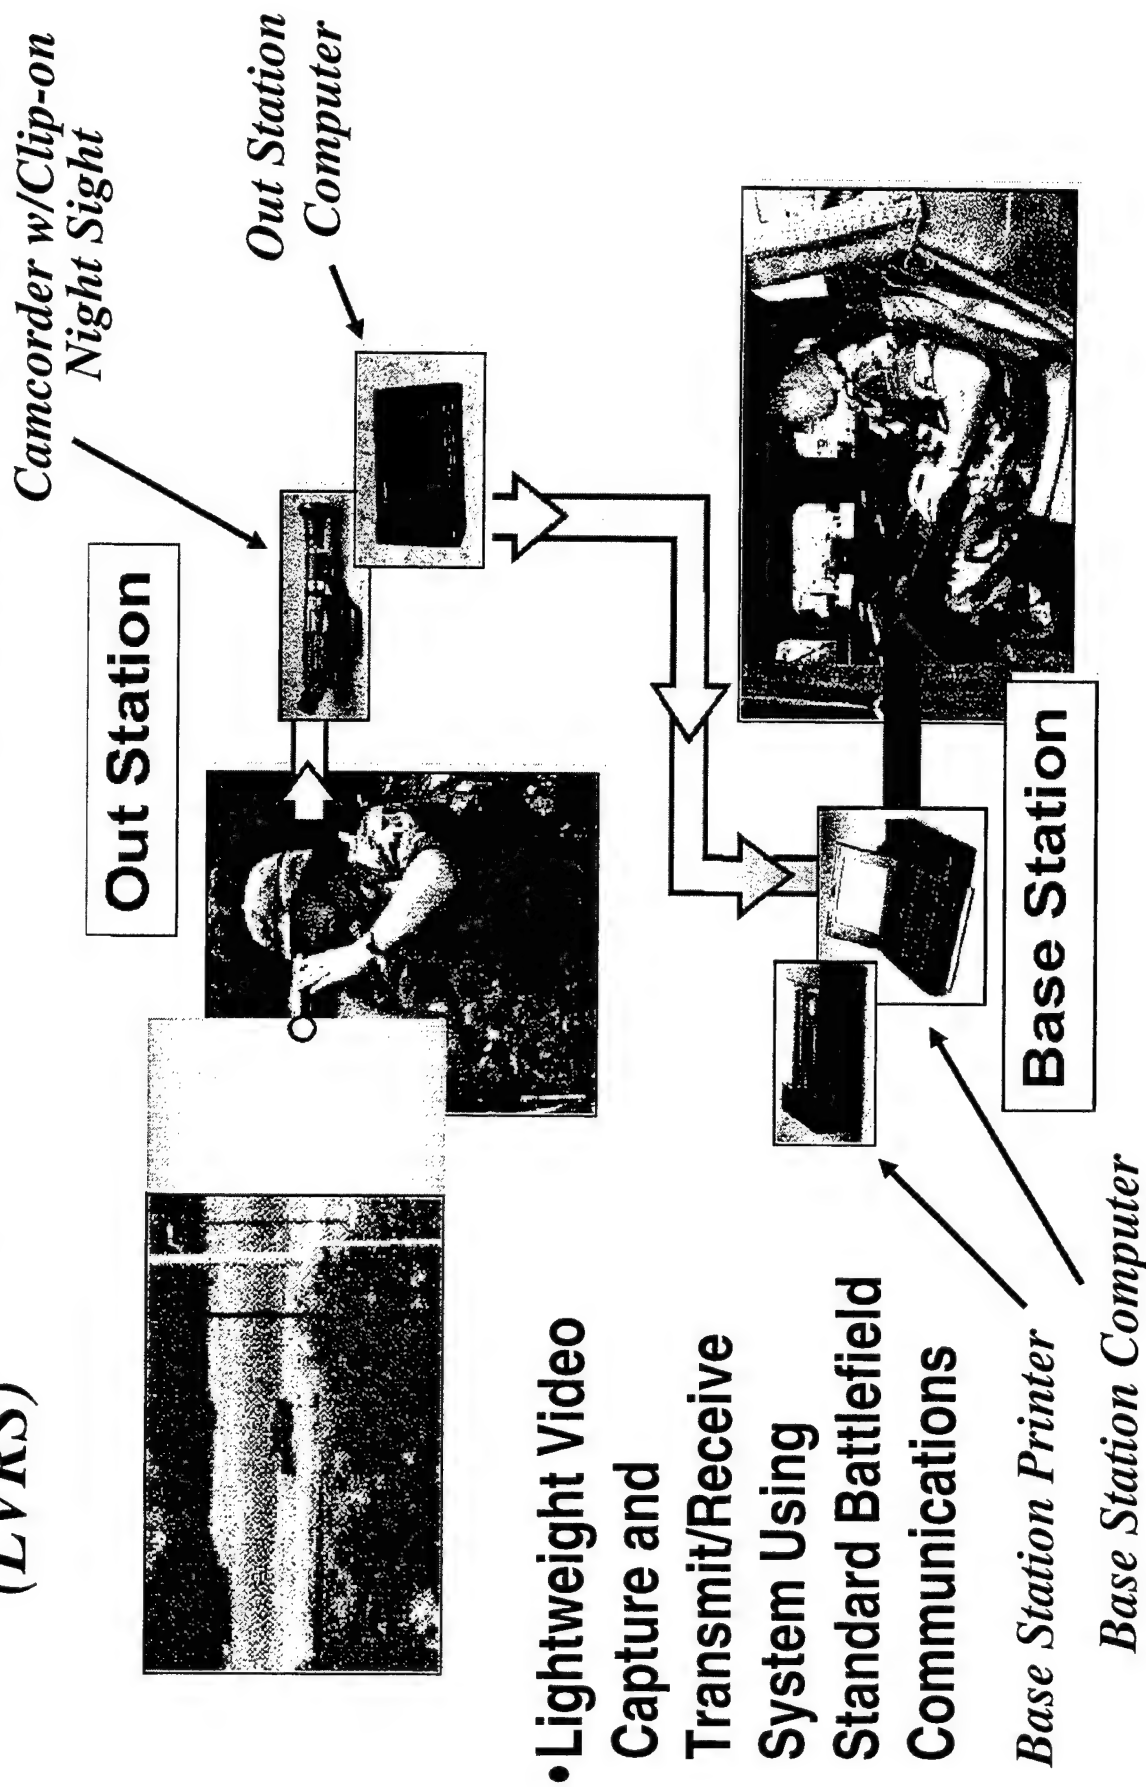 (LVRS)
Camcorder w/Clip-on
Night Sight
Out Station
Out Station
Computer
• Lightweight Video
Capture and
Transmit/Receive
System Using
Standard Battlefield
Communications
Base Station Printer
Base Station Computer
Base Station